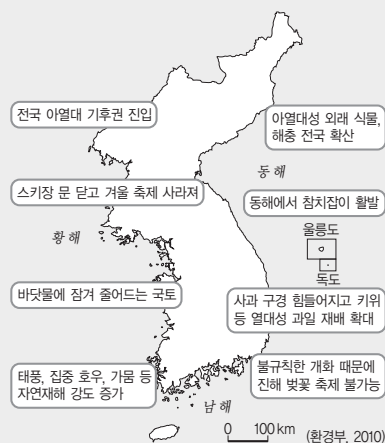 전국 아열대 기후권 진입
아열대성 외래 식물,
해충 전국 확산
동해
스키장 문 닫고 겨울 축제 사라져
동해에서 참치잡이 활발
황해
울릉도
독도
바닷물에 잠겨 줄어드는 국토
사과 구경 힘들어지고 키위
등 열대성 과일 재배 확대
태풍, 집중 호우, 가뭄 등
자연재해 강도 증가
불규칙한 개화 때문에
진해 벚꽃 축제 불가능
남해
0 100 km
(환경부, 2010)